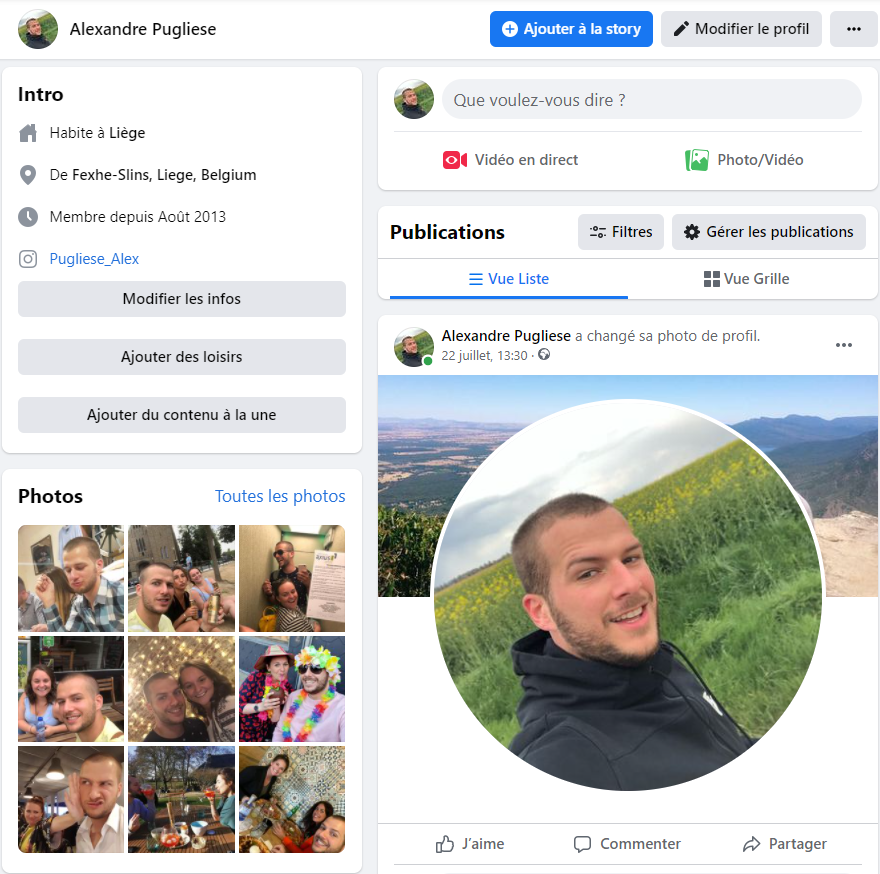 Alexandre Pugliese
Ajouter à la story
Modifier le profil
Intro
Habite à Liège
De Fexhe-Slins, Liege, Belgium
Membre depuis Août 2013
Pugliese_Alex
Modifier les infos
Ajouter des loisirs
Ajouter du contenu à la une
Photos
Toutes les photos
Que voulez-vous dire ?
Vidéo en direct
Photo/Vidéo
Publications
Filtres
Gérer les publications
Vue Liste
Vue Grille
Alexandre Pugliese a changé sa photo de profil.
22 juillet, 13:30 ·
J’aime
Commenter
Partager